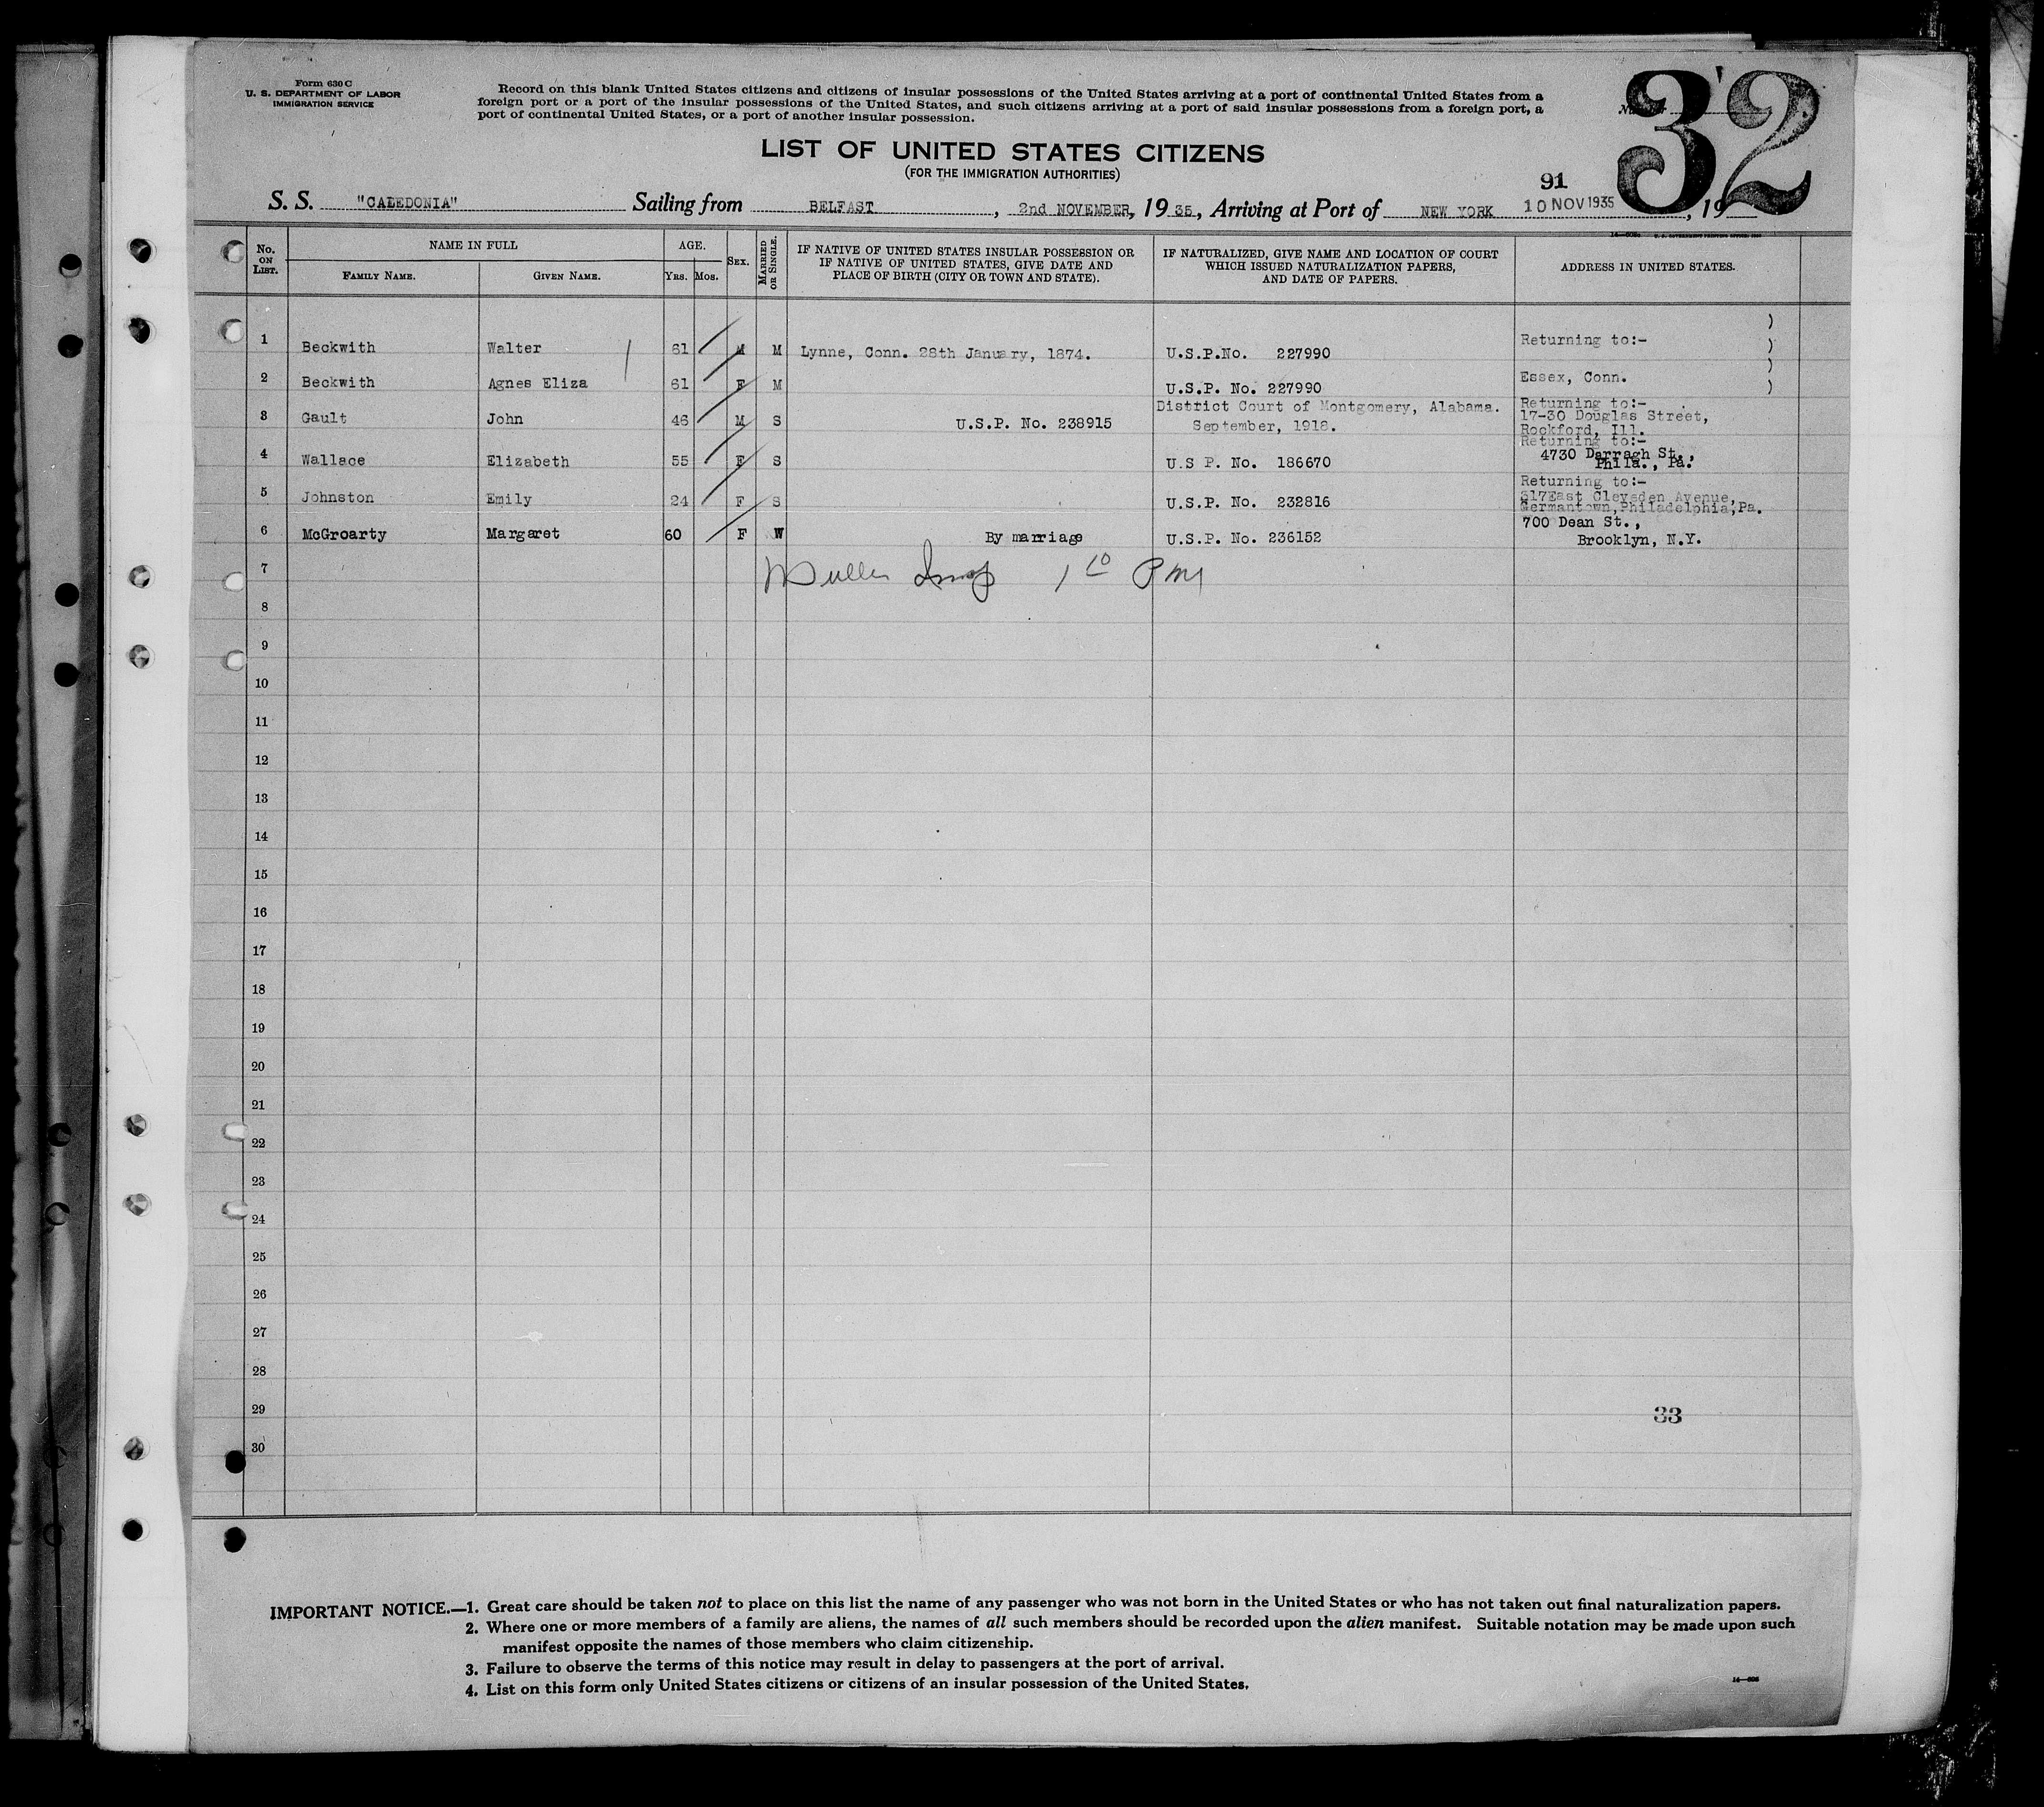 Form 630 C
U. S. DEPARTMENT OF LABOR
IMMIGRATION SERVICE
Record on this blank United States citizens and citizens of insular possessions of the United States arriving at a port of continental United States from a
foreign port or a port of the insular possessions of the United States, and such citizens arriving at a port of said insular possessions from a foreign port, a
port of continental United States, or a port of another insular possession.
32
LIST OF UNITED STATES CITIZENS
(FOR THE IMMIGRATION AUTHORITIES)
91
S. S. "CALEDONIA" Sailing from BELFAST, 2nd NOVEMBER, 1935, Arriving at Port of NEW YORK 10 NOV 1935, 19
No. ON LIST. NAME IN FULL FAMILY NAME. GIVEN NAME. AGE. YRS. MOS. SEX. MARRIED OR SINGLE. IF NATIVE OF UNITED STATES INSULAR POSSESSION OR IF NATIVE OF UNITED STATES, GIVE DATE AND PLACE OF BIRTH (CITY OR TOWN AND STATE). IF NATURALIZED, GIVE NAME AND LOCATION OF COURT WHICH ISSUED NATURALIZATION PAPERS, AND DATE OF PAPERS. ADDRESS IN UNITED STATES.
1 Beckwith Walter 61 M M Lynne, Conn. 28th January, 1874. U.S.P.No. 227990 Returning to:- )
2 Beckwith Agnes Eliza 61 F M U.S.P. No. 227990 Essex, Conn. )
3 Gault John 46 M S U.S.P. No. 238915 District Court of Montgomery, Alabama. September, 1918. Returning to:- 17-30 Douglas Street, Rockford, Ill.
4 Wallace Elizabeth 55 F S U.S P. No. 186670 Returning to:- 4730 Darragh St., Phila., Pa.
5 Johnston Emily 24 F S U.S.P. No. 232816 Returning to:- 317East Cleveden Avenue, Germantown,Philadelphia,Pa.
6 McGroarty Margaret 60 F W By marriage U.S.P. No. 236152 700 Dean St., Brooklyn, N.Y.
7
8
9
10
11
12
13
14
15
16
17
18
19
20
21
22
23
24
25
26
27
28
29 33
30
IMPORTANT NOTICE.—1. Great care should be taken not to place on this list the name of any passenger who was not born in the United States or who has not taken out final naturalization papers.
2. Where one or more members of a family are aliens, the names of all such members should be recorded upon the alien manifest. Suitable notation may be made upon such
manifest opposite the names of those members who claim citizenship.
3. Failure to observe the terms of this notice may result in delay to passengers at the port of arrival.
4. List on this form only United States citizens or citizens of an insular possession of the United States.